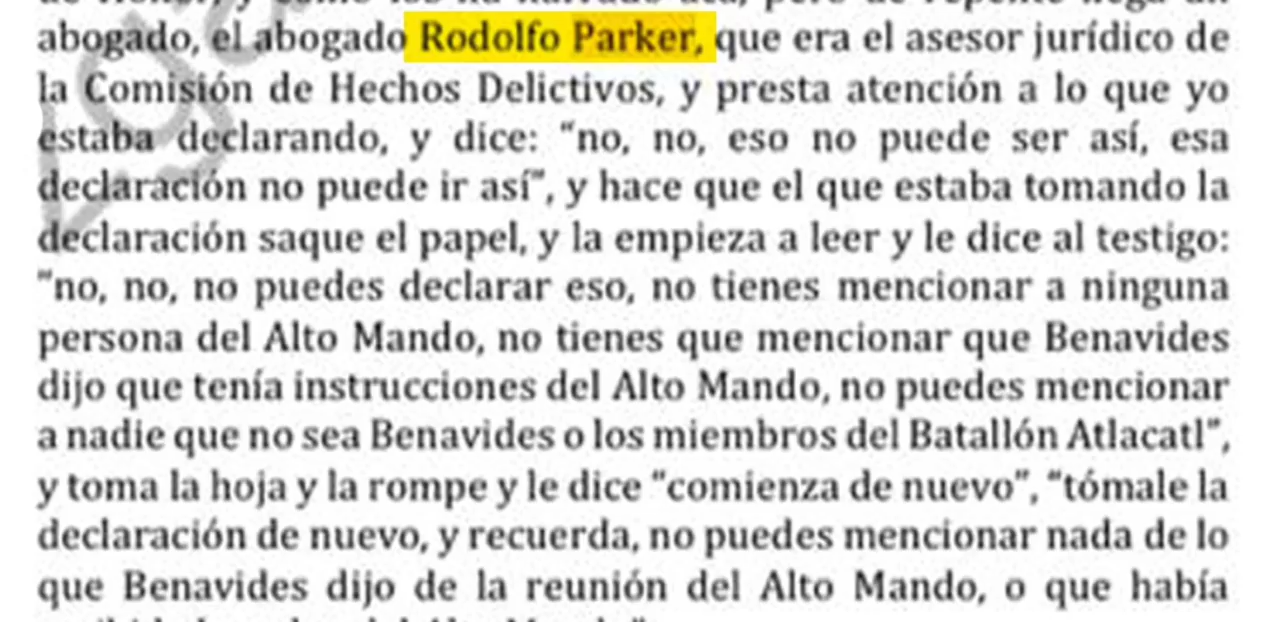 abogado, el abogado Rodolfo Parker, que era el asesor jurídico de
la Comisión de Hechos Delictivos, y presta atención a lo que yo
estaba declarando, y dice: “no, no, eso no puede ser así, esa
declaración no puede ir así”, y hace que el que estaba tomando la
declaración saque el papel, y la empieza a leer y le dice al testigo:
“no, no, no puedes declarar eso, no tienes mencionar a ninguna
persona del Alto Mando, no tienes que mencionar que Benavides
dijo que tenía instrucciones del Alto Mando, no puedes mencionar
a nadie que no sea Benavides o los miembros del Batallón Atlacatl”,
y toma la hoja y la rompe y le dice “comienza de nuevo”, “tómale la
declaración de nuevo, y recuerda, no puedes mencionar nada de lo
que Benavides dijo de la reunión del Alto Mando, o que había